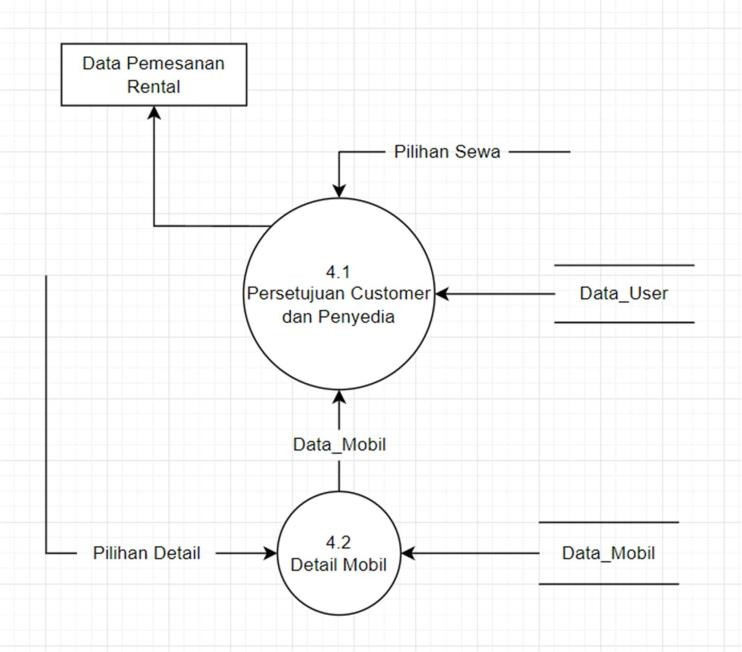 Data Pemesanan
Rental
Pilihan Sewa
4.1
Persetujuan Customer
dan Penyedia
Data_User
Data_Mobil
4.2
Detail Mobil
Pilihan Detail
Data_Mobil